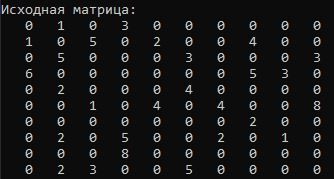 Исходная матрица:
0 1 0 3 0 0 0 0 0 0
1 0 5 0 2 0 0 4 0 0
0 5 0 0 0 3 0 0 0 3
6 0 0 0 0 0 0 5 3 0
0 2 0 0 0 4 0 0 0 0
0 0 1 0 4 0 4 0 0 8
0 0 0 0 0 0 0 2 0 0
0 2 0 5 0 0 2 0 1 0
0 0 0 8 0 0 0 0 0 0
0 2 3 0 0 5 0 0 0 0